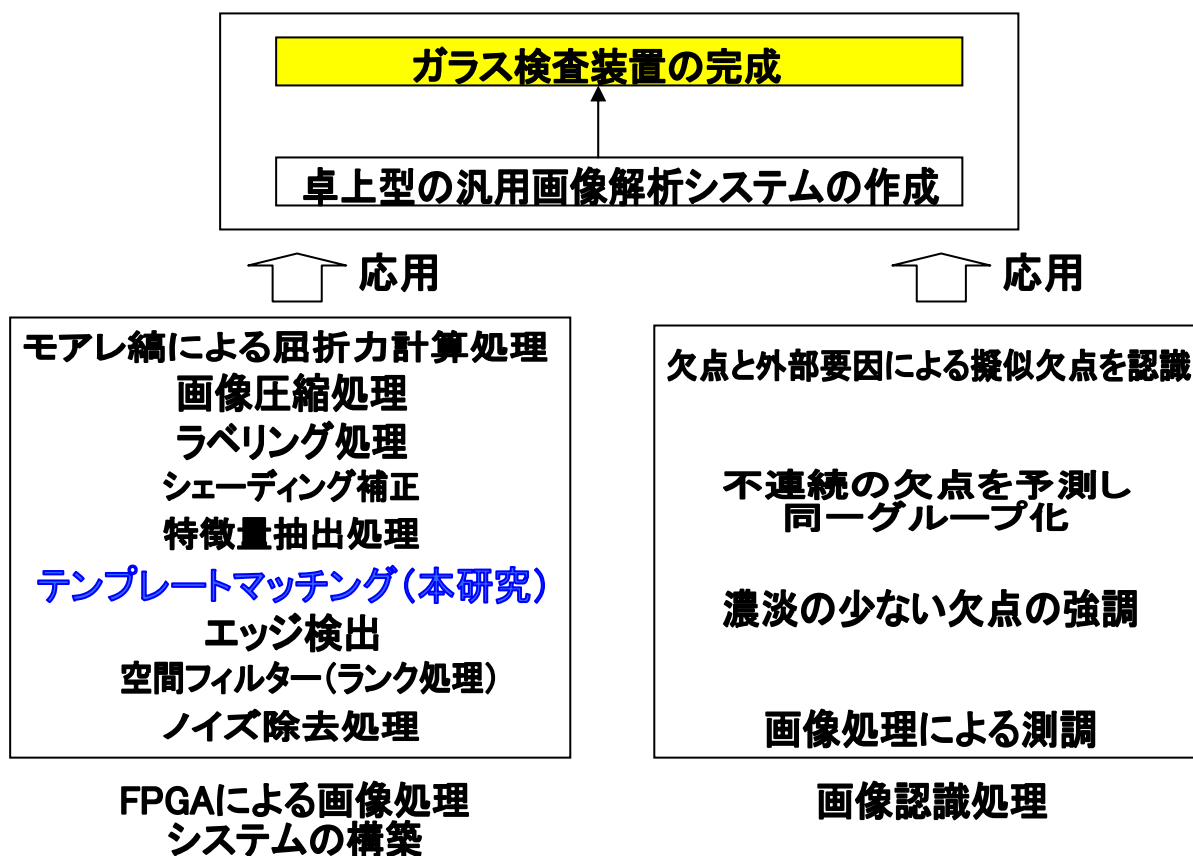 ガラス検査装置の完成
卓上型の汎用画像解析システムの作成
応用
応用
モアレ縞による屈折力計算処理
画像圧縮処理
ラベリング処理
シェーディング補正
特徴量抽出処理
テンプレートマッチング(本研究)
エッジ検出
空間フィルター(ランク処理)
ノイズ除去処理
FPGAによる画像処理
システムの構築
欠点と外部要因による擬似欠点を認識
不連続の欠点を予測し
同一グループ化
濃淡の少ない欠点の強調
画像処理による測調
画像認識処理